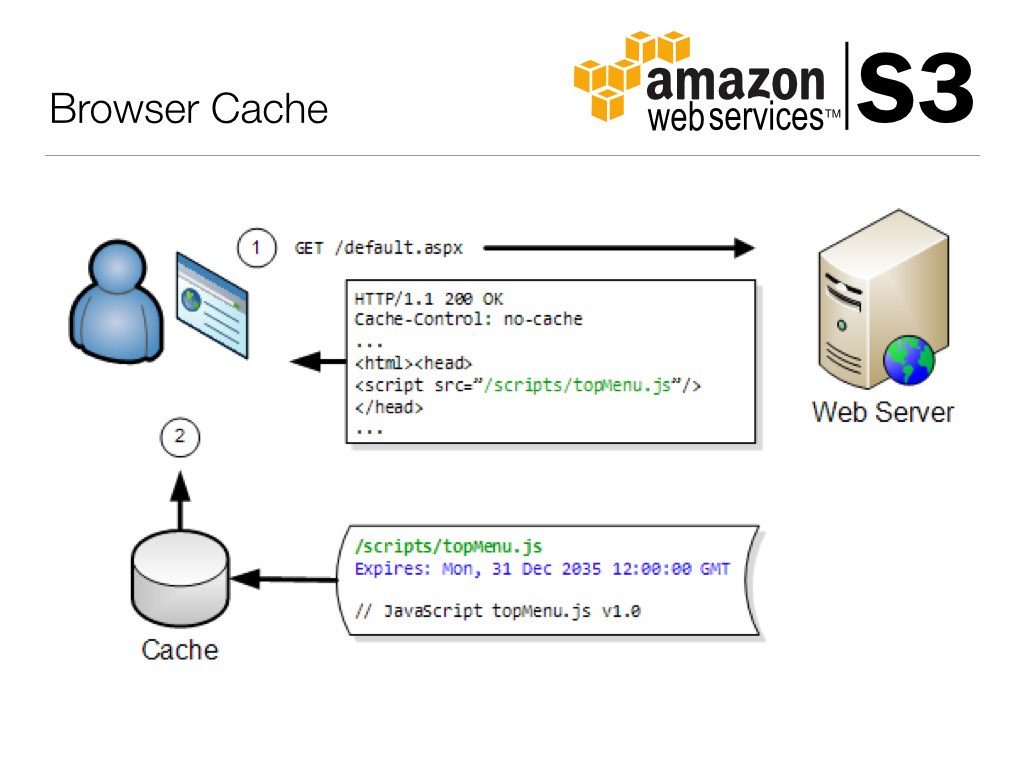 Browser Cache
amazon
web services™
S3
1
GET /default.aspx
HTTP/1.1 200 OK
Cache-Control: no-cache
...
<html><head>
<script src=”/scripts/topMenu.js”/>
</head>
...
Web Server
2
/scripts/topMenu.js
Expires: Mon, 31 Dec 2035 12:00:00 GMT
// JavaScript topMenu.js v1.0
Cache